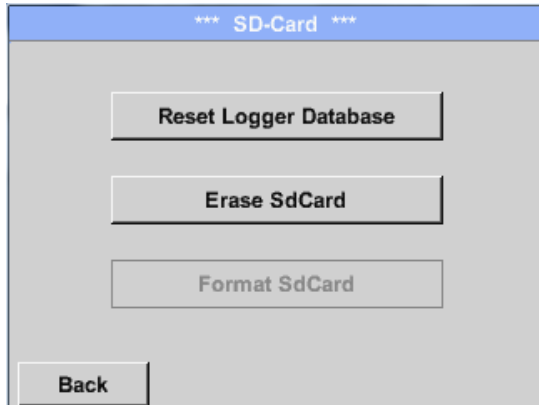 *** SD-Card ***
Reset Logger Database
Erase SdCard
Format SdCard
Back